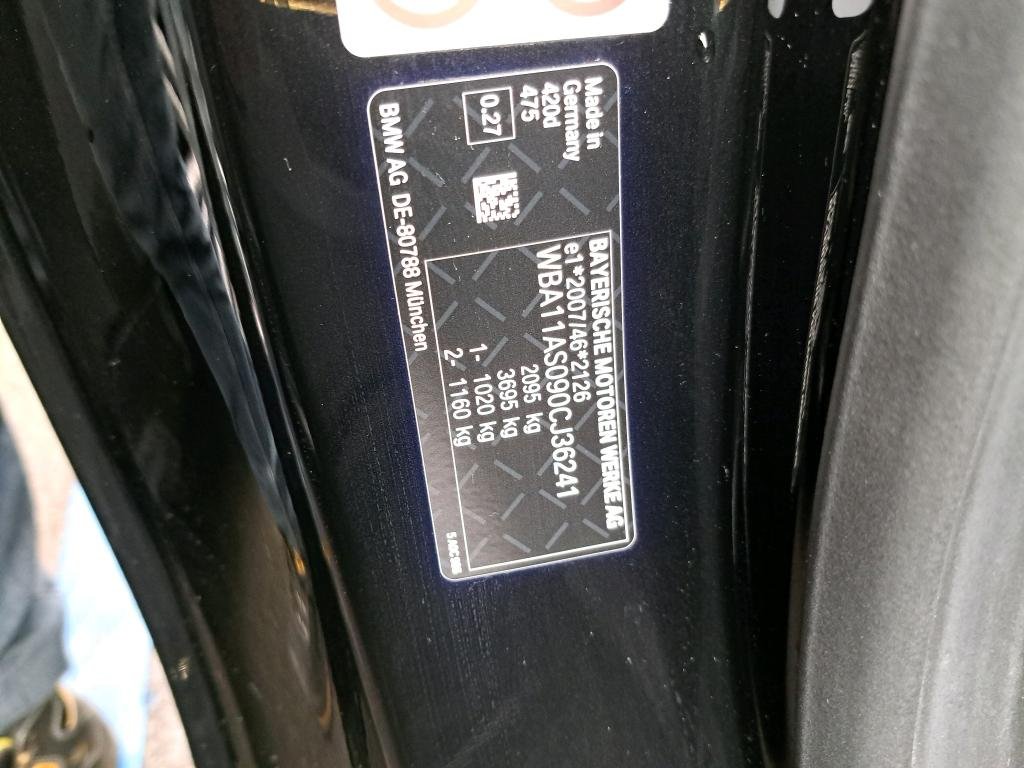 Made in
Germany
420d
475
0.27
BAYERISCHE MOTOREN WERKE AG
e1*2007/46*2126
WBA11AS090CJ36241
2095 kg
3695 kg
1- 1020 kg
2- 1160 kg
BMW AG DE-80788 München